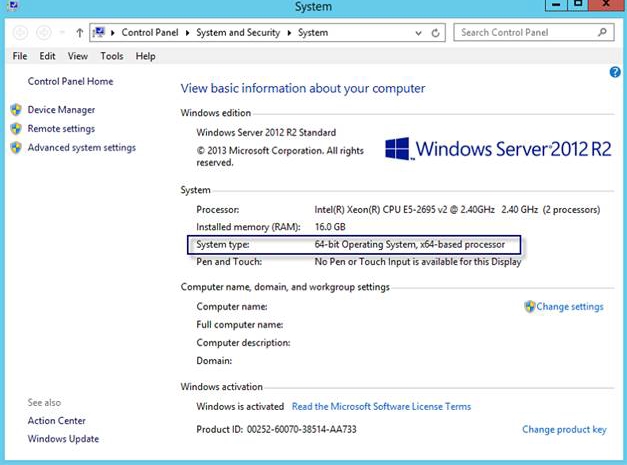 System
Control Panel System and Security System
Search Control Panel
File Edit View Tools Help
Control Panel Home
Device Manager
Remote settings
Advanced system settings
See also
Action Center
Windows Update
View basic information about your computer
Windows edition
Windows Server 2012 R2 Standard
© 2013 Microsoft Corporation. All rights
reserved.
Windows Server 2012 R2
System
Processor: Intel(R) Xeon(R) CPU E5-2695 v2 @ 2.40GHz 2.40 GHz (2 processors)
Installed memory (RAM): 16.0 GB
System type: 64-bit Operating System, x64-based processor
Pen and Touch: No Pen or Touch Input is available for this Display
Computer name, domain, and workgroup settings
Computer name: Change settings
Full computer name:
Computer description:
Domain:
Windows activation
Windows is activated Read the Microsoft Software License Terms
Product ID: 00252-60070-38514-AA733 Change product key